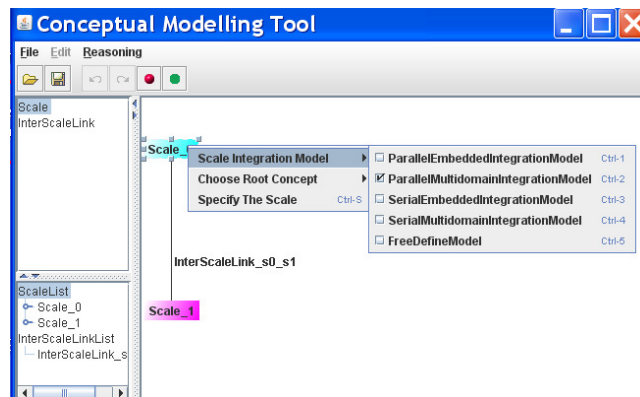 Conceptual Modelling Tool
File Edit Reasoning
Scale
InterScaleLink
Scale_
Scale Integration Model
Choose Root Concept
Specify The Scale Ctrl-S
ParallelEmbeddedIntegrationModel Ctrl-1
ParallelMultidomainIntegrationModel Ctrl-2
SerialEmbeddedIntegrationModel Ctrl-3
SerialMultidomainIntegrationModel Ctrl-4
FreeDefineModel Ctrl-5
InterScaleLink_s0_s1
Scale_1
ScaleList
Scale_0
Scale_1
InterScaleLinkList
InterScaleLink_s